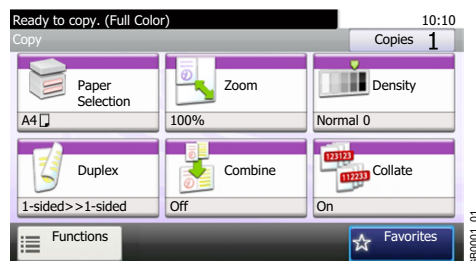 Ready to copy. (Full Color) 10:10
Copy Copies 1
Paper Selection
A4
Zoom
100%
Density
Normal 0
Duplex
1-sided>>1-sided
Combine
Off
123123
112233
Collate
On
Functions
Favorites